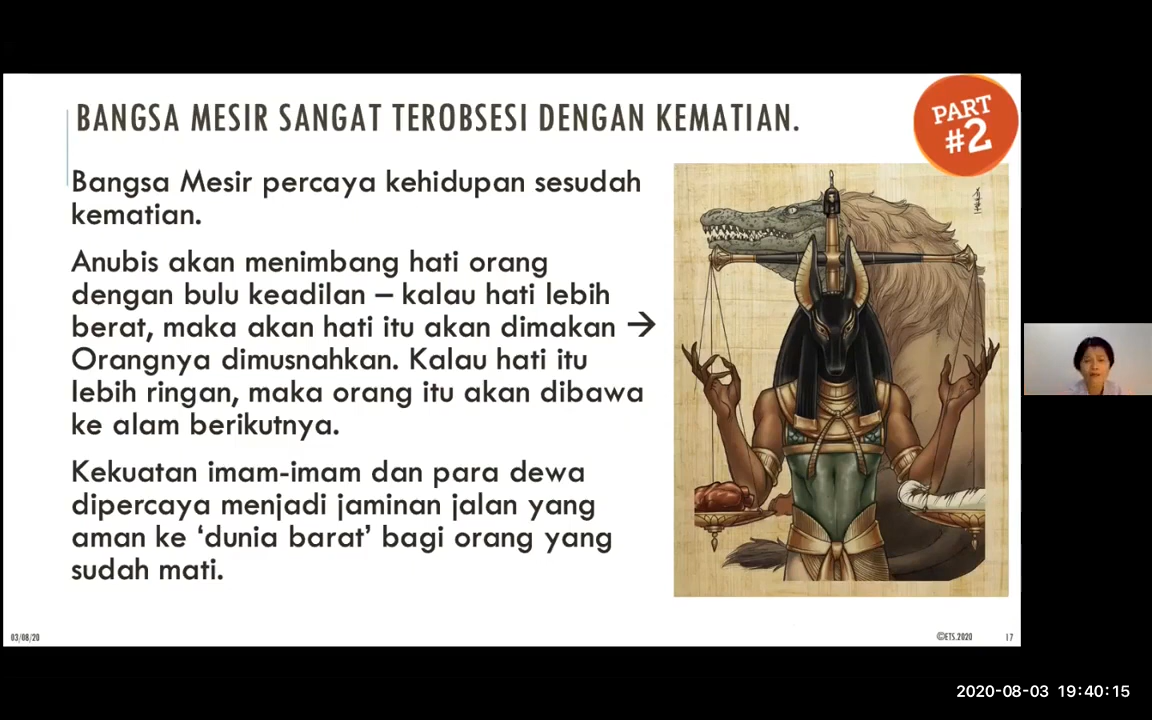 BANGSA MESIR SANGAT TEROBSESI DENGAN KEMATIAN.
PART
#2
Bangsa Mesir percaya kehidupan sesudah
kematian.
Anubis akan menimbang hati orang
dengan bulu keadilan – kalau hati lebih
berat, maka akan hati itu akan dimakan →
Orangnya dimusnahkan. Kalau hati itu
lebih ringan, maka orang itu akan dibawa
ke alam berikutnya.
Kekuatan imam-imam dan para dewa
dipercaya menjadi jaminan jalan yang
aman ke ‘dunia barat’ bagi orang yang
sudah mati.
03/08/20
©ETS.2020
17
2020-08-03 19:40:15